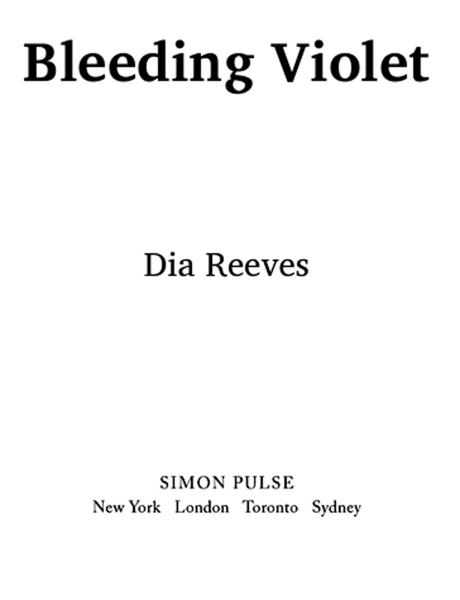 Bleeding Violet
Dia Reeves
SIMON PULSE
New York London Toronto Sydney